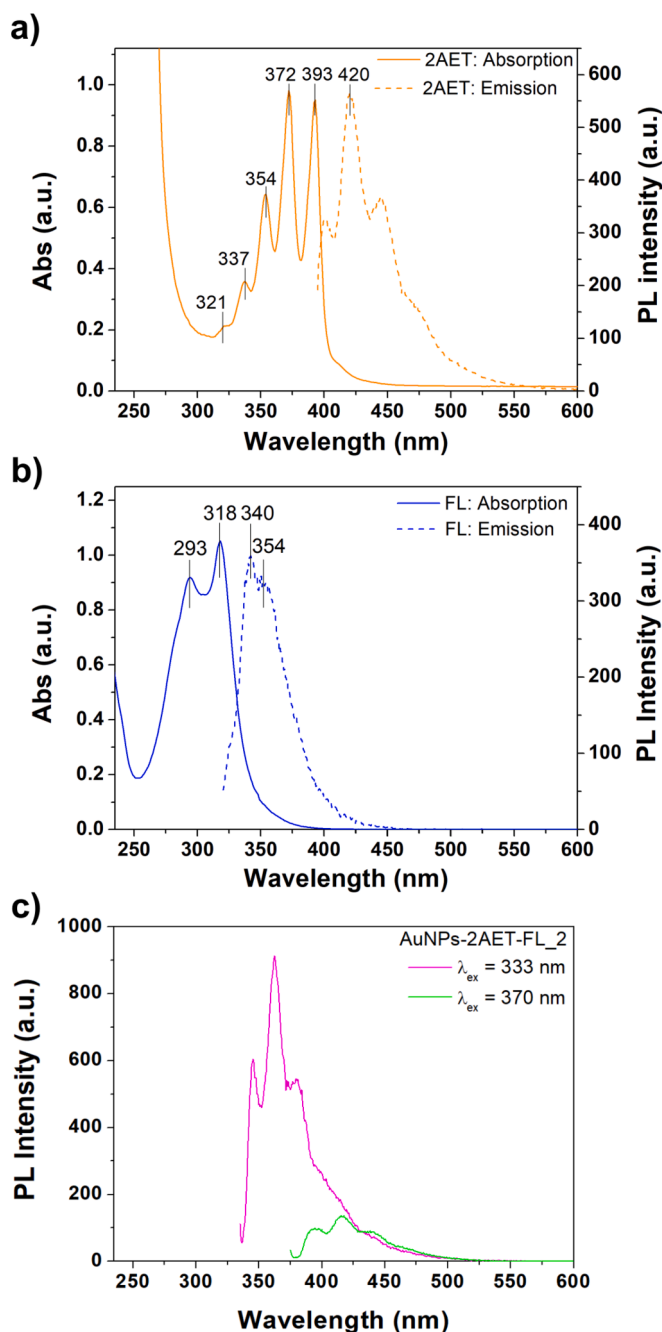 a)
2AET: Absorption
2AET: Emission
372 393 420
354
337
321
1.0
0.8
0.6
0.4
0.2
0.0
Abs (a.u.)
600
500
400
300
200
100
0
PL intensity (a.u.)
250 300 350 400 450 500 550 600
Wavelength (nm)
b)
FL: Absorption
FL: Emission
318 340
293 354
1.2
1.0
0.8
0.6
0.4
0.2
0.0
Abs (a.u.)
400
300
200
100
0
PL Intensity (a.u.)
250 300 350 400 450 500 550 600
Wavelength (nm)
c)
AuNPs-2AET-FL_2
λex = 333 nm
λex = 370 nm
1000
800
600
400
200
0
PL Intensity (a.u.)
250 300 350 400 450 500 550 600
Wavelength (nm)